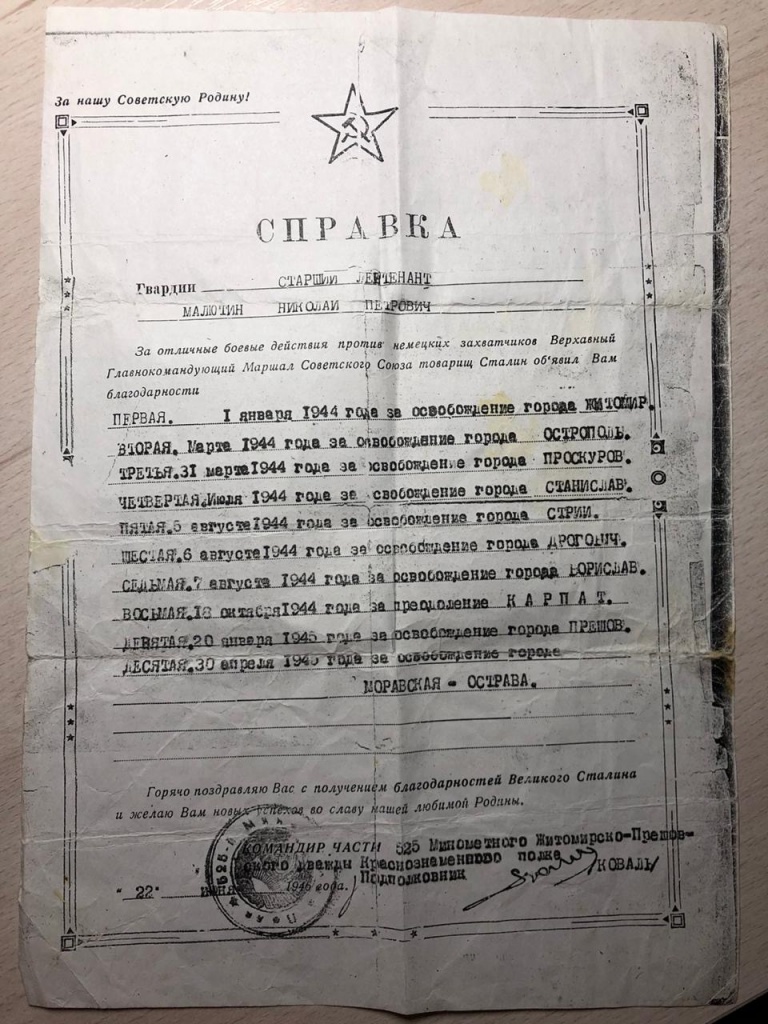 За нашу Советскую Родину!
СПРАВКА
Гвардии СТАРШИЙ ЛЕЙТЕНАНТ
МАЛЮТИН НИКОЛАЙ ПЕТРОВИЧ
За отличные боевые действия против немецких захватчиков Верхавный
Главнокомандующий Маршал Советского Союза товарищ Сталин об'явил Вам
благодарности
ПЕРВАЯ. I января 1944 года за освобождение города ЖИТОМИР.
ВТОРАЯ. Марте 1944 года за освобождение города ОСТРОПОЛЬ.
ТРЕТЬЯ.31 марта 1944 года за освобождение города ПРОСКУРОВ.
ЧЕТВЕРТАЯ.Июля 1944 года за освобождение города СТАНИСЛАВ.
ПЯТАЯ.5 августа 1944 года за освобождение города СТРИЙ.
ШЕСТАЯ.6 августа 1944 года за освобождение города ДРОГОБИЧ.
СЕДЬМАЯ.7 августа 1944 года за освобождение города БОРИСЛАВ.
ВОСЬМАЯ.18 октября 1944 года за преодоление КАРПАТ.
ДЕВЯТАЯ.20 января 1945 года за освобождение города ПРЕШОВ.
ДЕСЯТАЯ.30 апреля 1945 года за освобождение города
МОРАВСКАЯ - ОСТРАВА.
Горячо поздравляю Вас с получением благодарностей Великого Сталина
и желаю Вам новых успехов во славу нашей любимой Родины.
КОМАНДИР ЧАСТИ 525 Минометного Житомирско-Прешов-
ского дважды Краснознаменного полка
Подполковник КОВАЛЬ
"22" июня 1946 года.